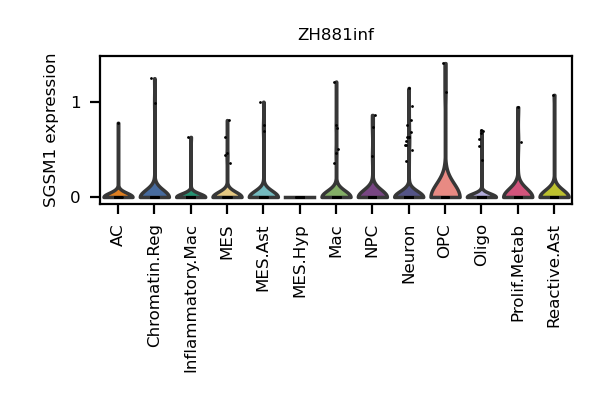 ZH881inf
SGSM1 expression
1
0
AC
Chromatin.Reg
Inflammatory.Mac
MES
MES.Ast
MES.Hyp
Mac
NPC
Neuron
OPC
Oligo
Prolif.Metab
Reactive.Ast